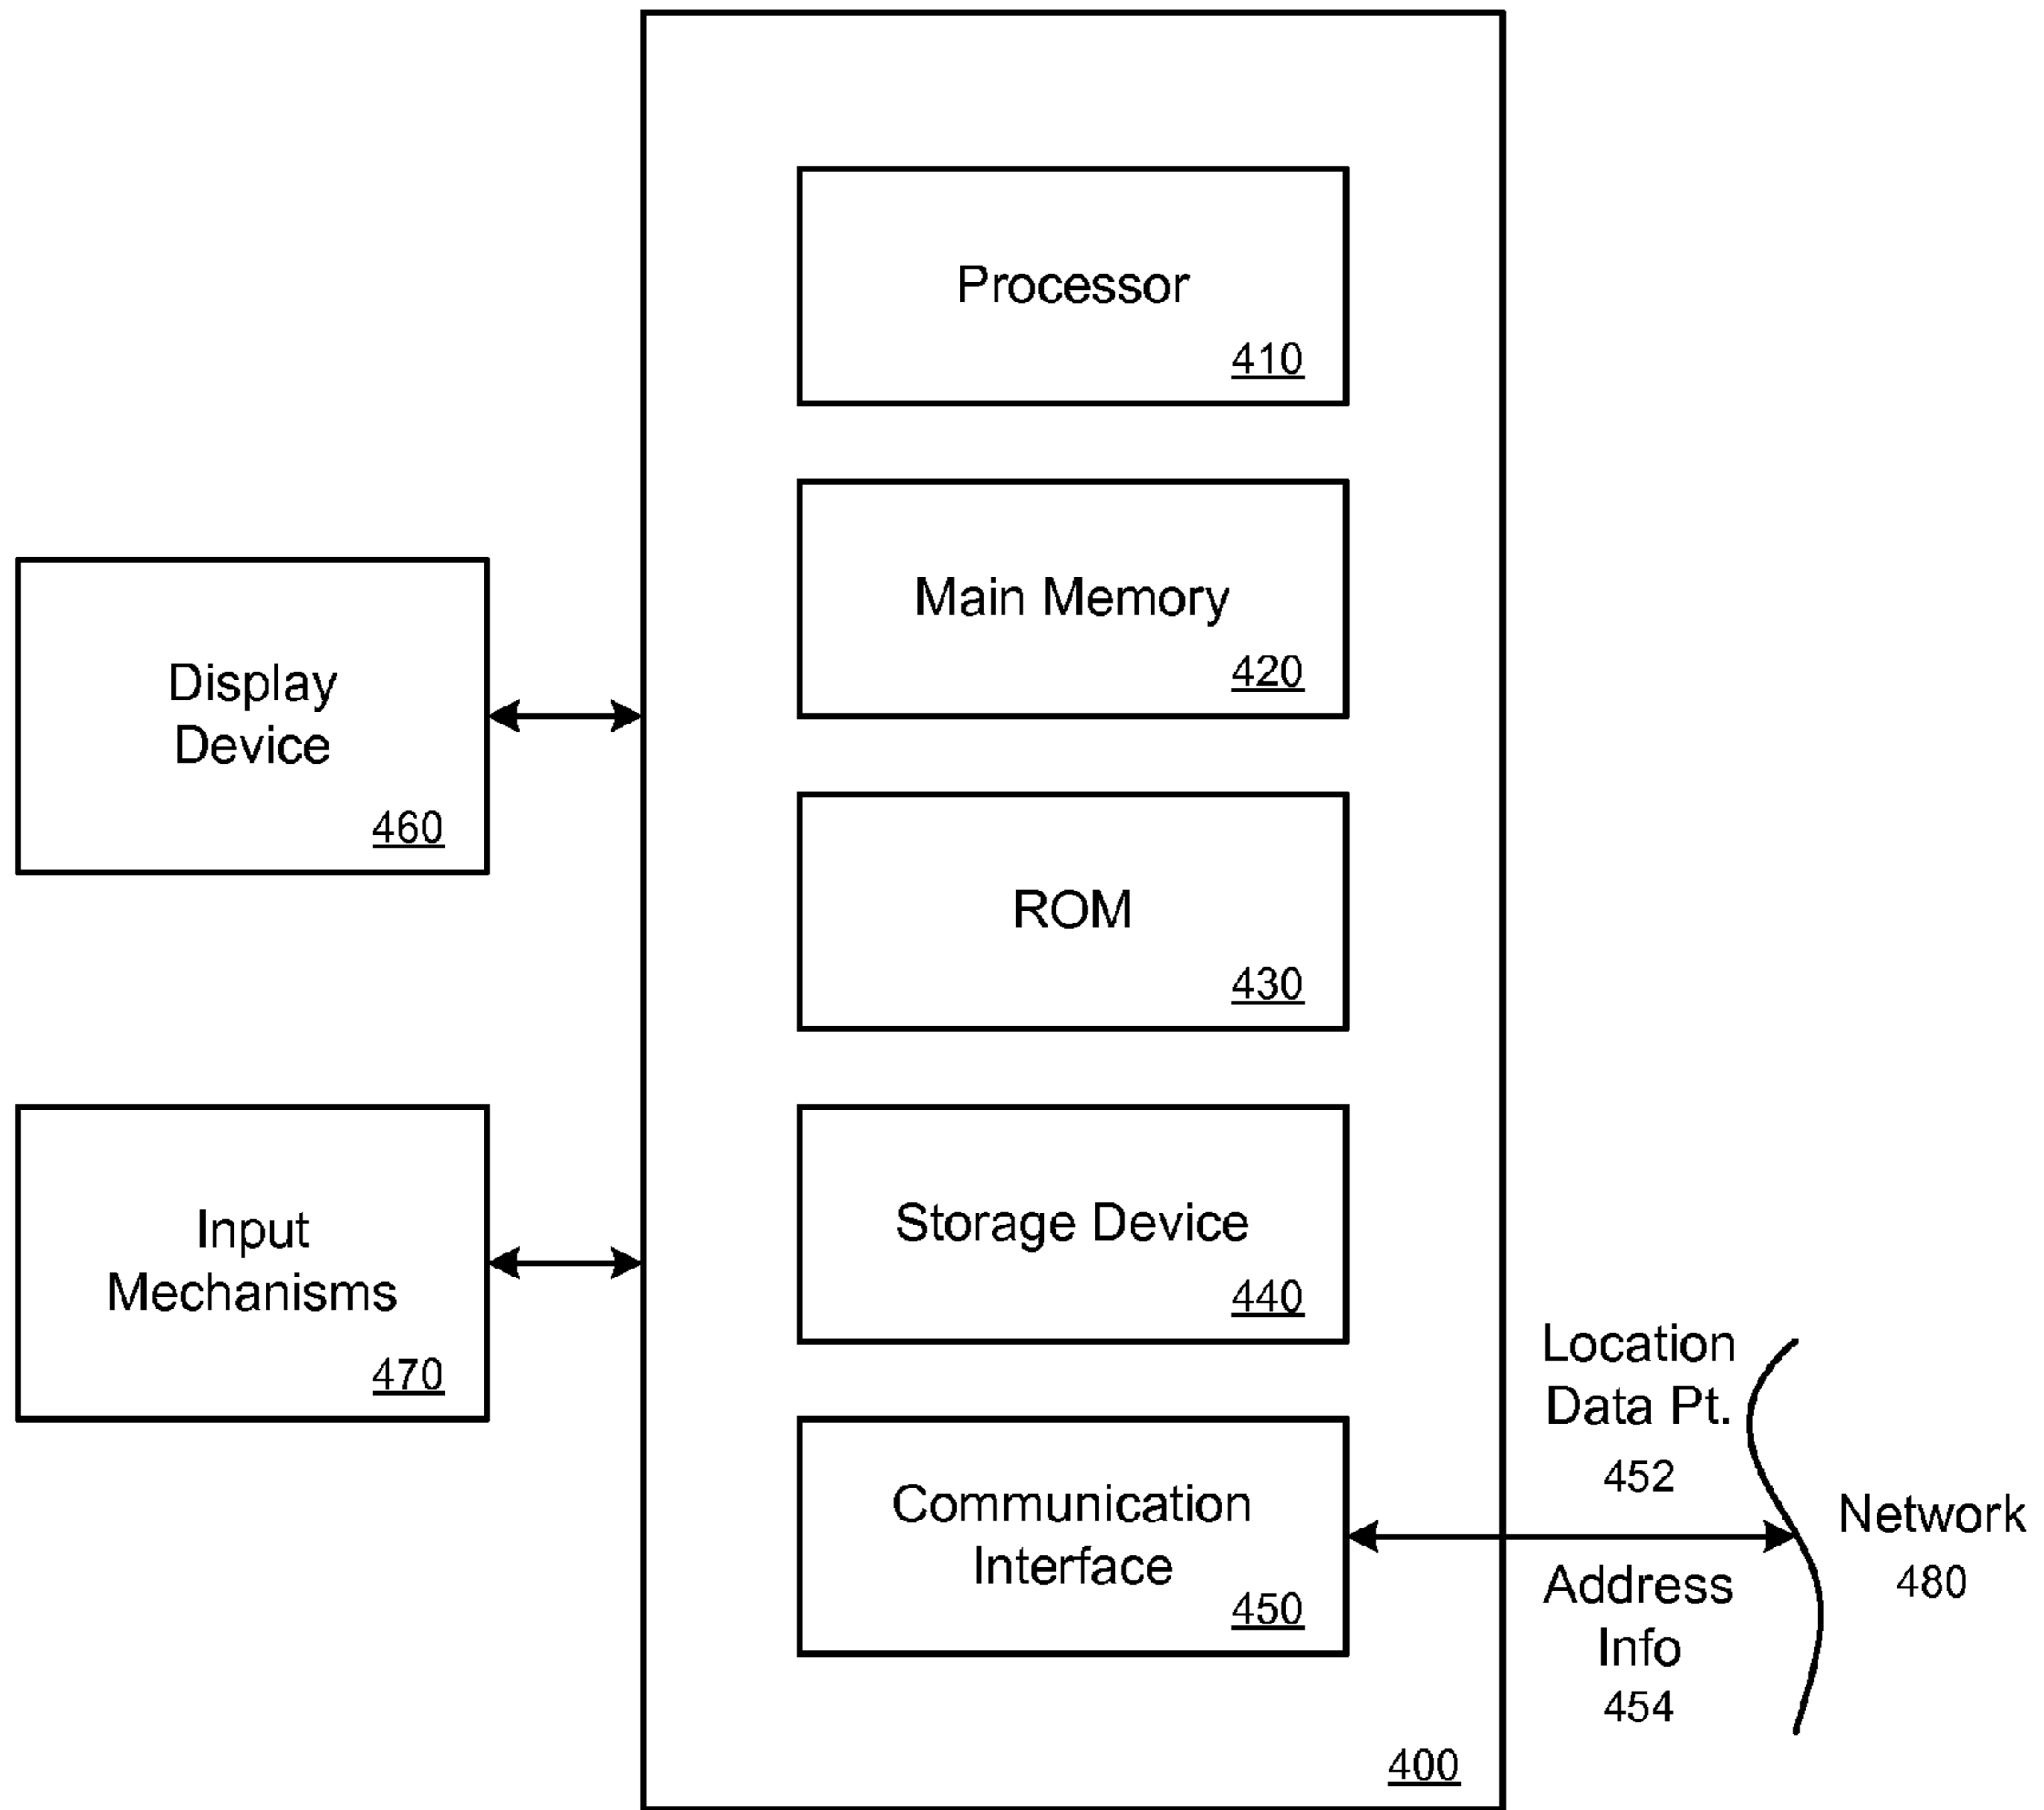 Processor
410
Main Memory
420
Display
Device
460
ROM
430
Input
Mechanisms
470
Storage Device
440
Communication
Interface
450
Location
Data Pt.
452
Address
Info
454
Network
480
400